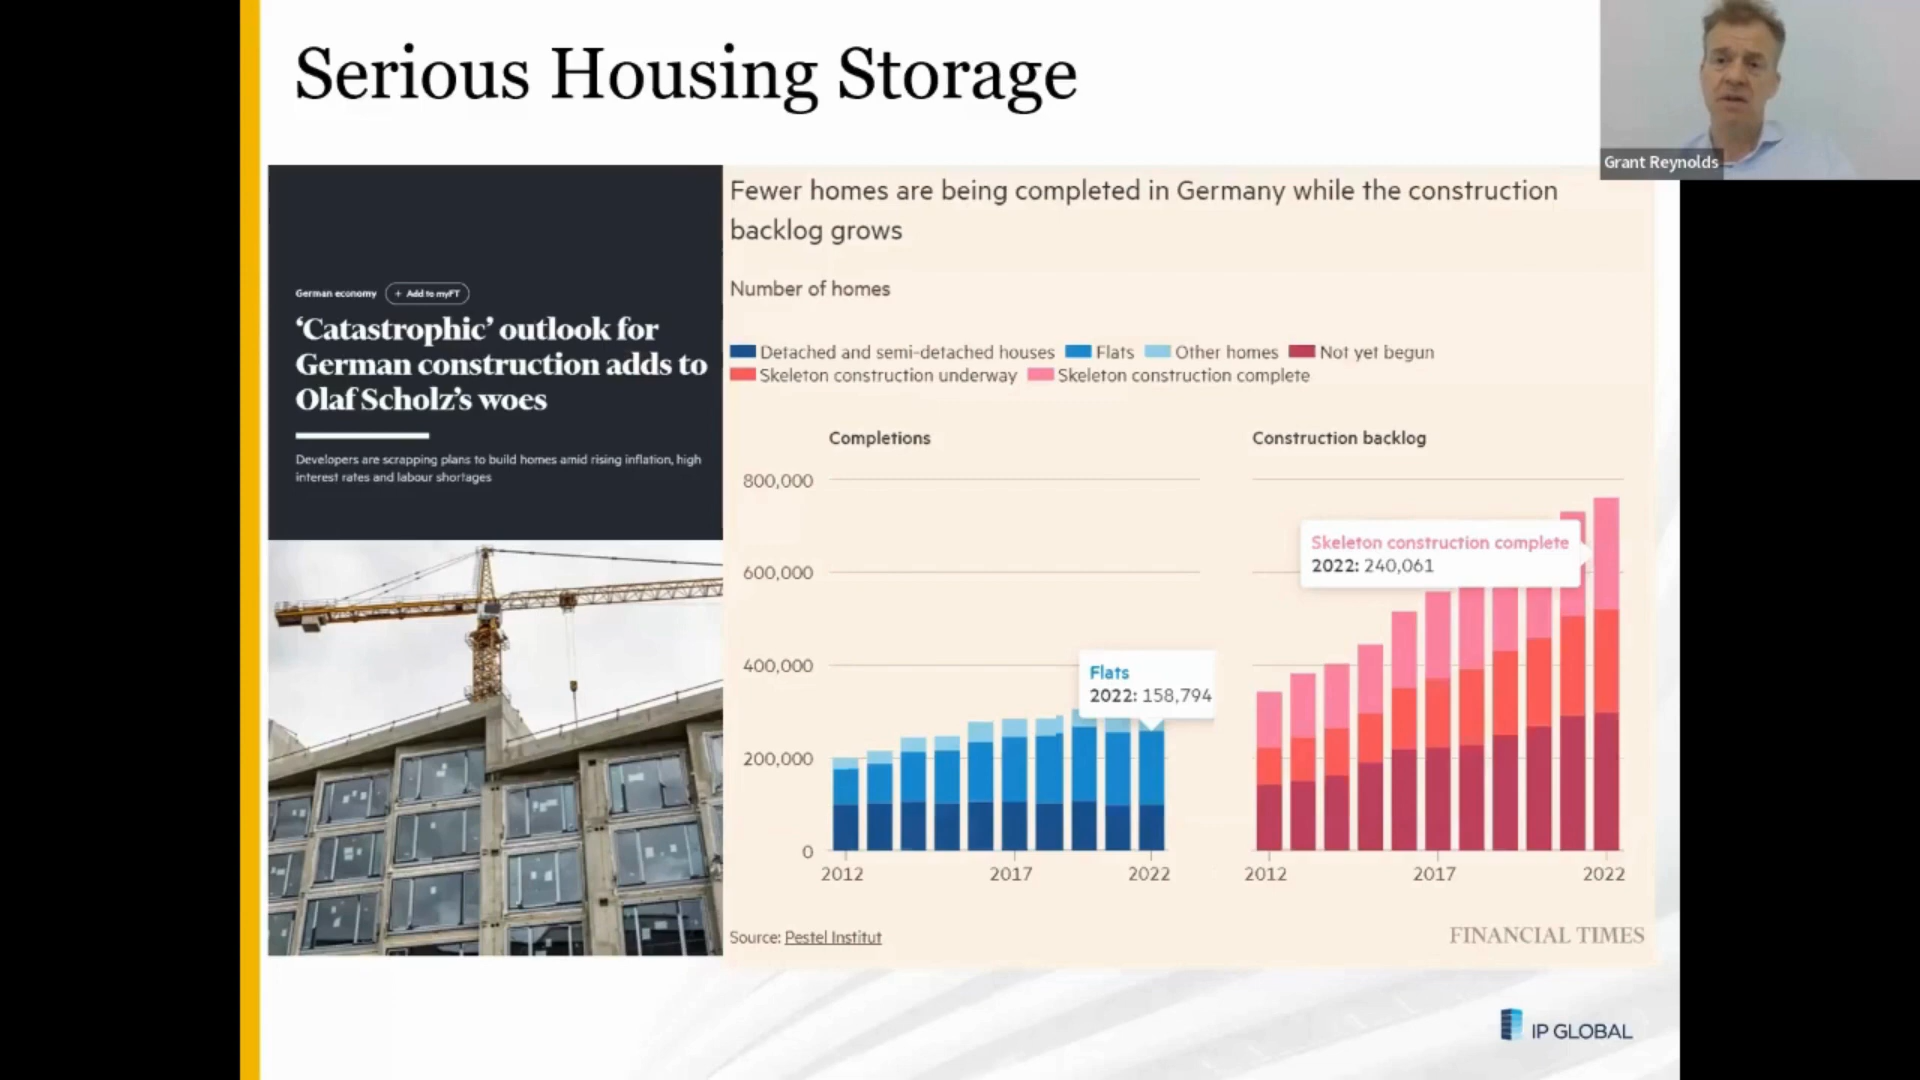 Serious Housing Storage
Grant Reynolds
German economy + Add to myFT
‘Catastrophic’ outlook for
German construction adds to
Olaf Scholz’s woes
Developers are scrapping plans to build homes amid rising inflation, high
interest rates and labour shortages
Fewer homes are being completed in Germany while the construction
backlog grows
Number of homes
Detached and semi-detached houses Flats Other homes Not yet begun
Skeleton construction underway Skeleton construction complete
Completions
Construction backlog
800,000
600,000
400,000
200,000
0
Flats
2022: 158,794
Skeleton construction complete
2022: 240,061
2012 2017 2022
2012 2017 2022
Source: Pestel Institut
FINANCIAL TIMES
IP GLOBAL